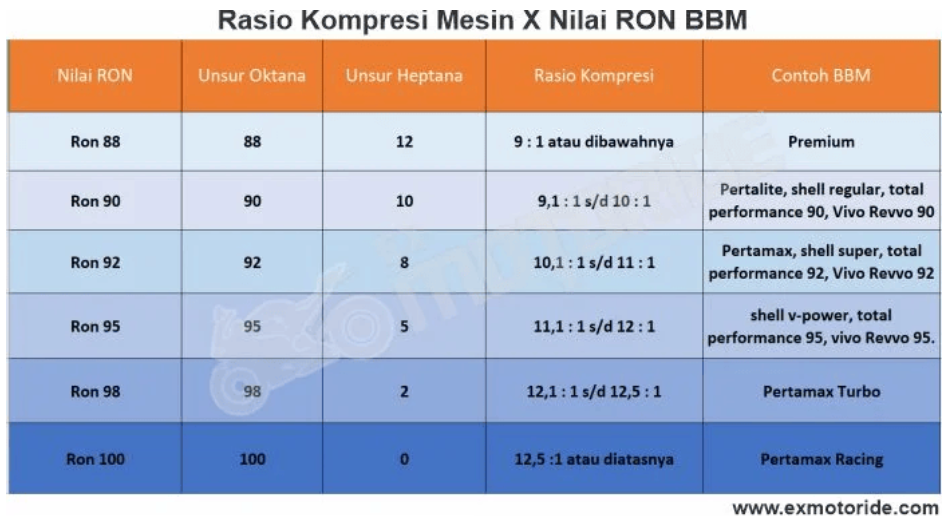 Rasio Kompresi Mesin X Nilai RON BBM
Nilai RON Unsur Oktana Unsur Heptana Rasio Kompresi Contoh BBM
Ron 88 88 12 9 : 1 atau dibawahnya Premium
Ron 90 90 10 9,1 : 1 s/d 10 : 1 Pertalite, shell regular, total
performance 90, Vivo Revvo 90
Ron 92 92 8 10,1 : 1 s/d 11 : 1 Pertamax, shell super, total
performance 92, Vivo Revvo 92
Ron 95 95 5 11,1 : 1 s/d 12 : 1 shell v-power, total
performance 95, vivo Revvo 95.
Ron 98 98 2 12,1 : 1 s/d 12,5 : 1 Pertamax Turbo
Ron 100 100 0 12,5 :1 atau diatasnya Pertamax Racing
www.exmotoride.com